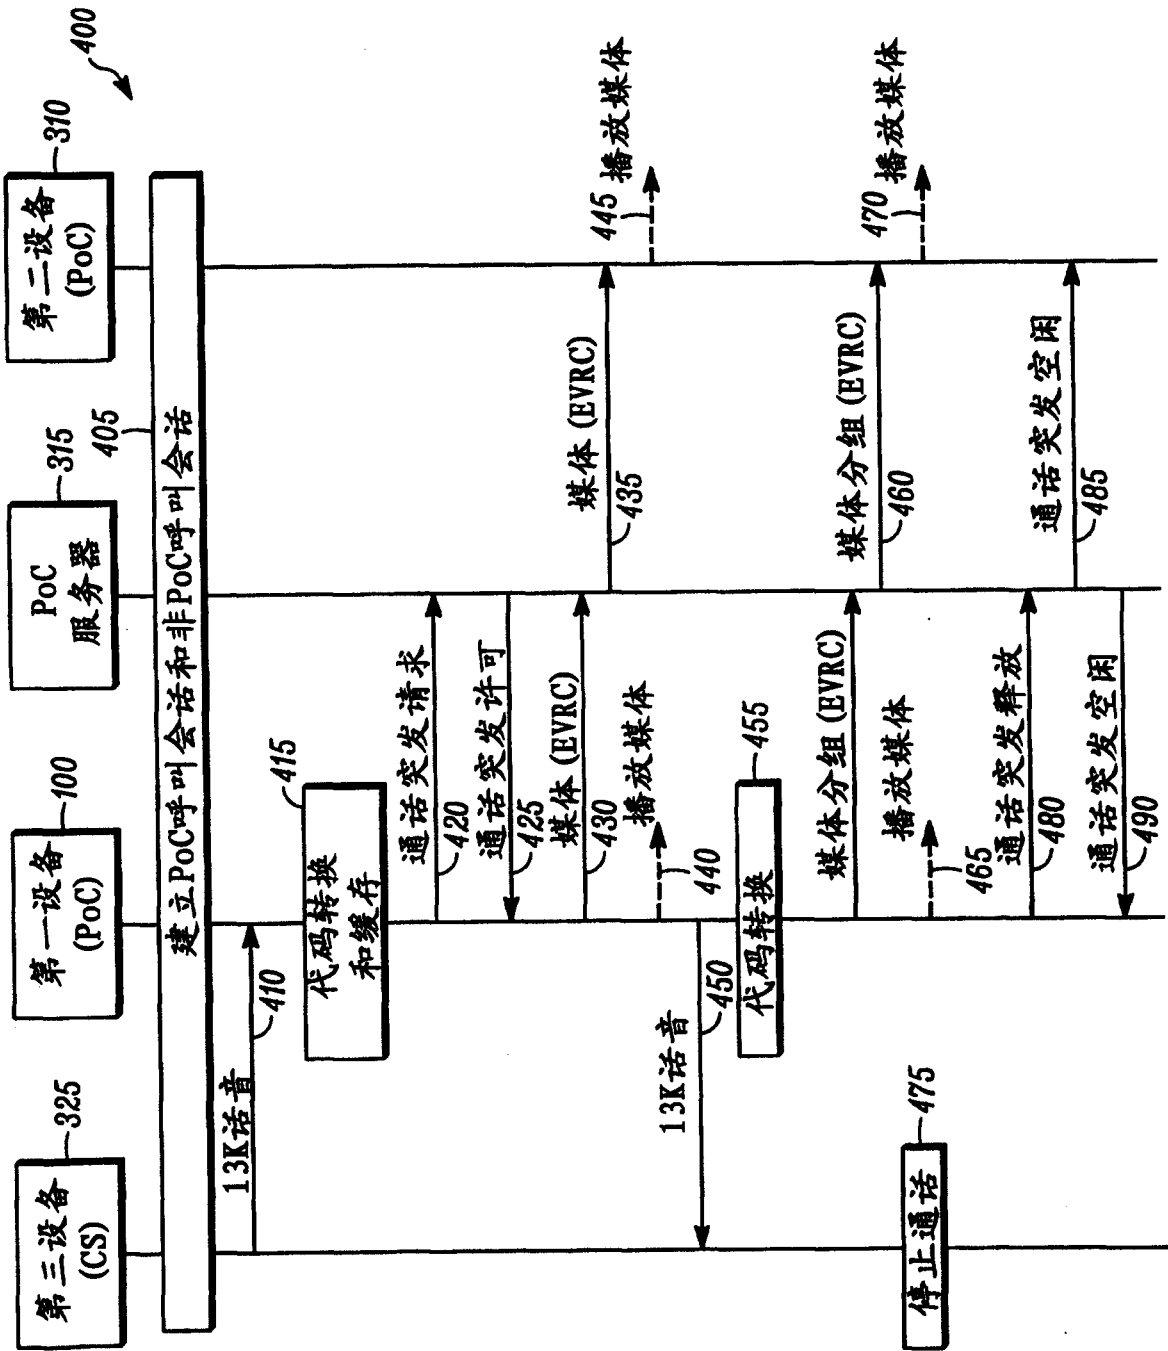 400
第三设备
(CS)
325
第一设备
(PoC)
100
PoC
服务器
315
第二设备
(PoC)
310
405
建立PoC呼叫会话和非PoC呼叫会话
13K话音
410
415
代码转换
和缓存
通话突发请求
420
通话突发许可
425
媒体(EVRC)
430
媒体(EVRC)
435
播放媒体
440
445
播放媒体
13K话音
450
455
代码转换
媒体分组(EVRC)
媒体分组(EVRC)
460
播放媒体
465
470
播放媒体
475
停止通话
通话突发释放
480
通话突发空闲
485
通话突发空闲
490